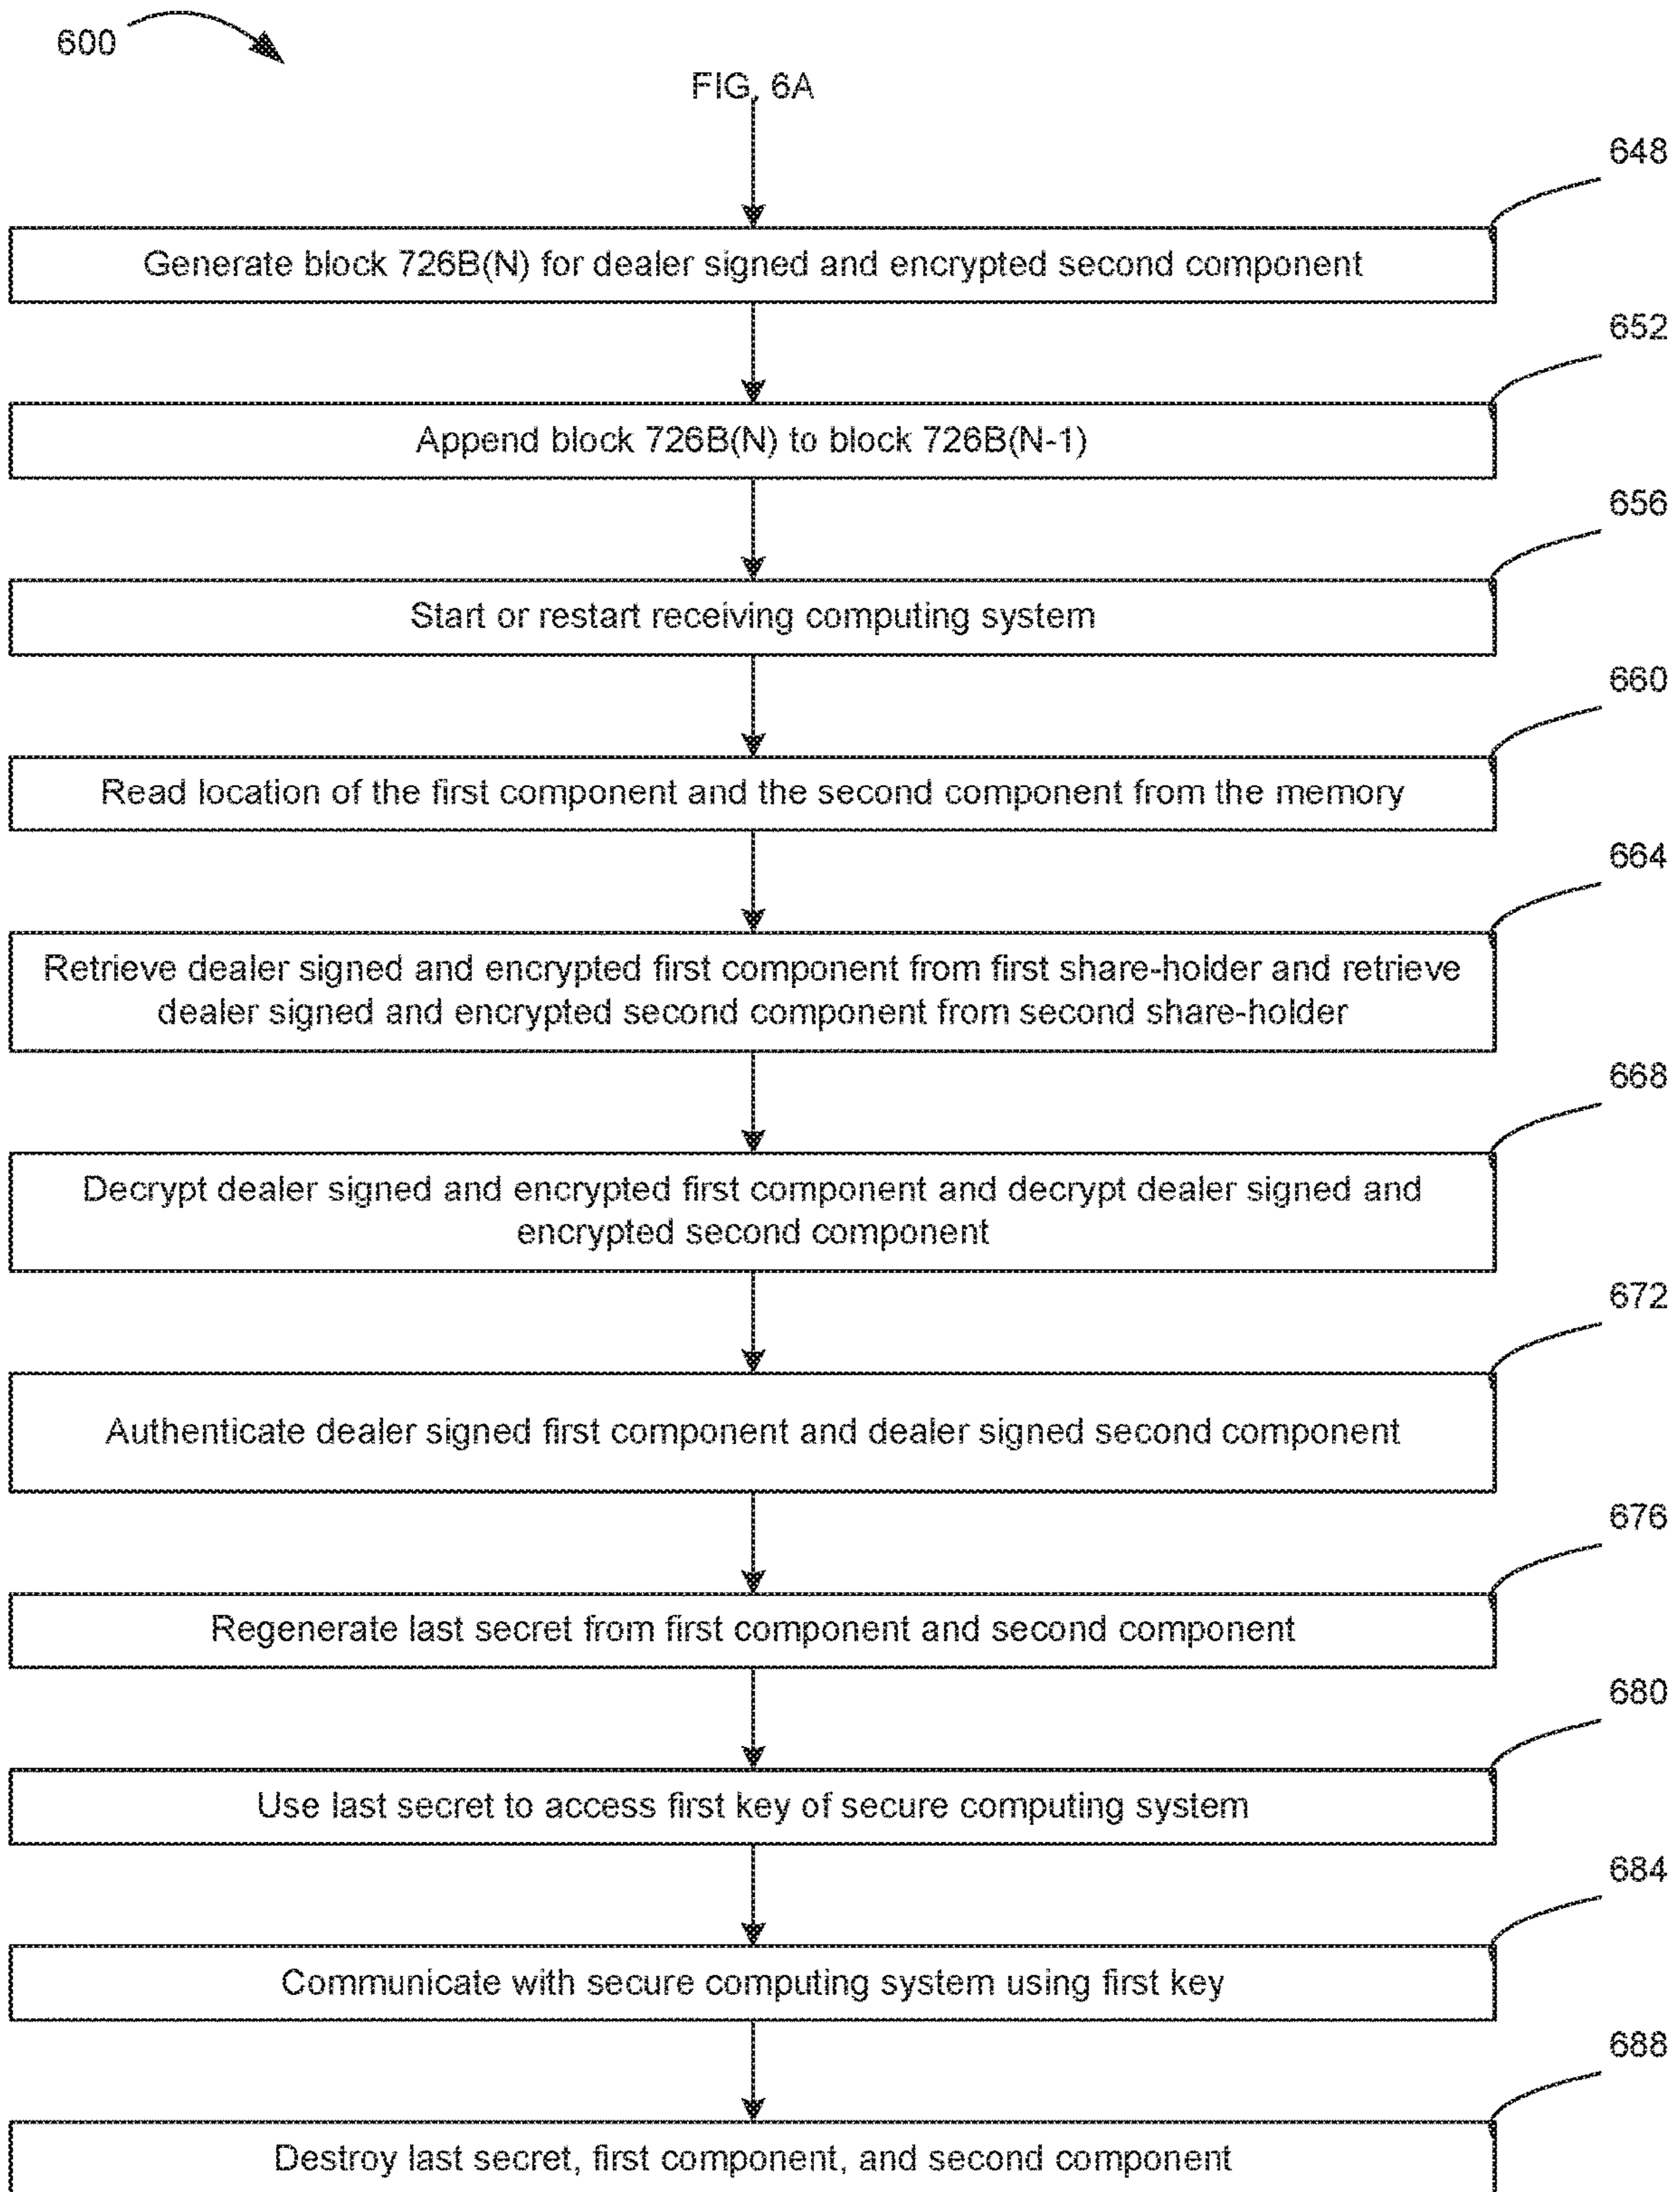 600
FIG. 6A
648
Generate block 726B(N) for dealer signed and encrypted second component
652
Append block 726B(N) to block 726B(N-1)
656
Start or restart receiving computing system
660
Read location of the first component and the second component from the memory
664
Retrieve dealer signed and encrypted first component from first share-holder and retrieve
dealer signed and encrypted second component from second share-holder
668
Decrypt dealer signed and encrypted first component and decrypt dealer signed and
encrypted second component
672
Authenticate dealer signed first component and dealer signed second component
676
Regenerate last secret from first component and second component
680
Use last secret to access first key of secure computing system
684
Communicate with secure computing system using first key
688
Destroy last secret, first component, and second component